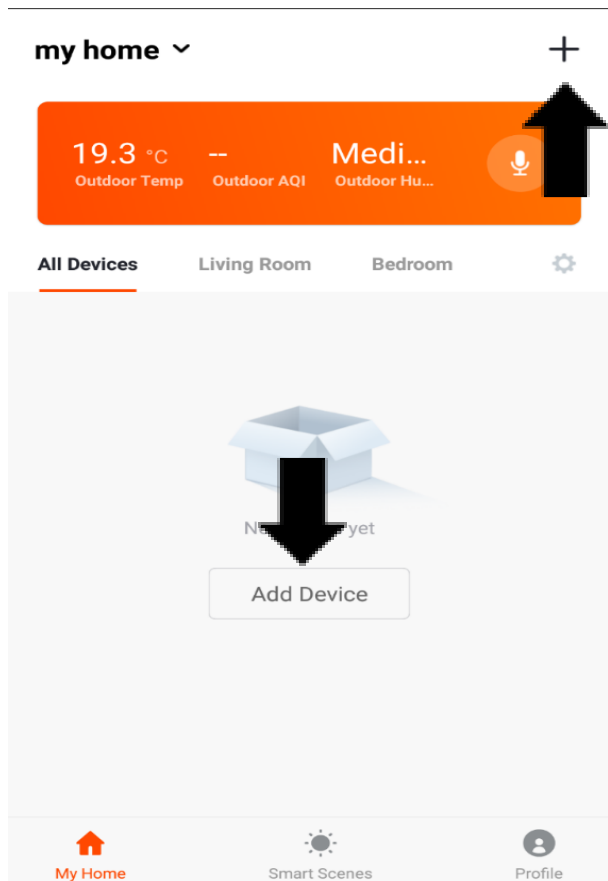 my home
19.3 °C -- Medi...
Outdoor Temp Outdoor AQI Outdoor Hu...
All Devices Living Room Bedroom
yet
Add Device
My Home Smart Scenes Profile